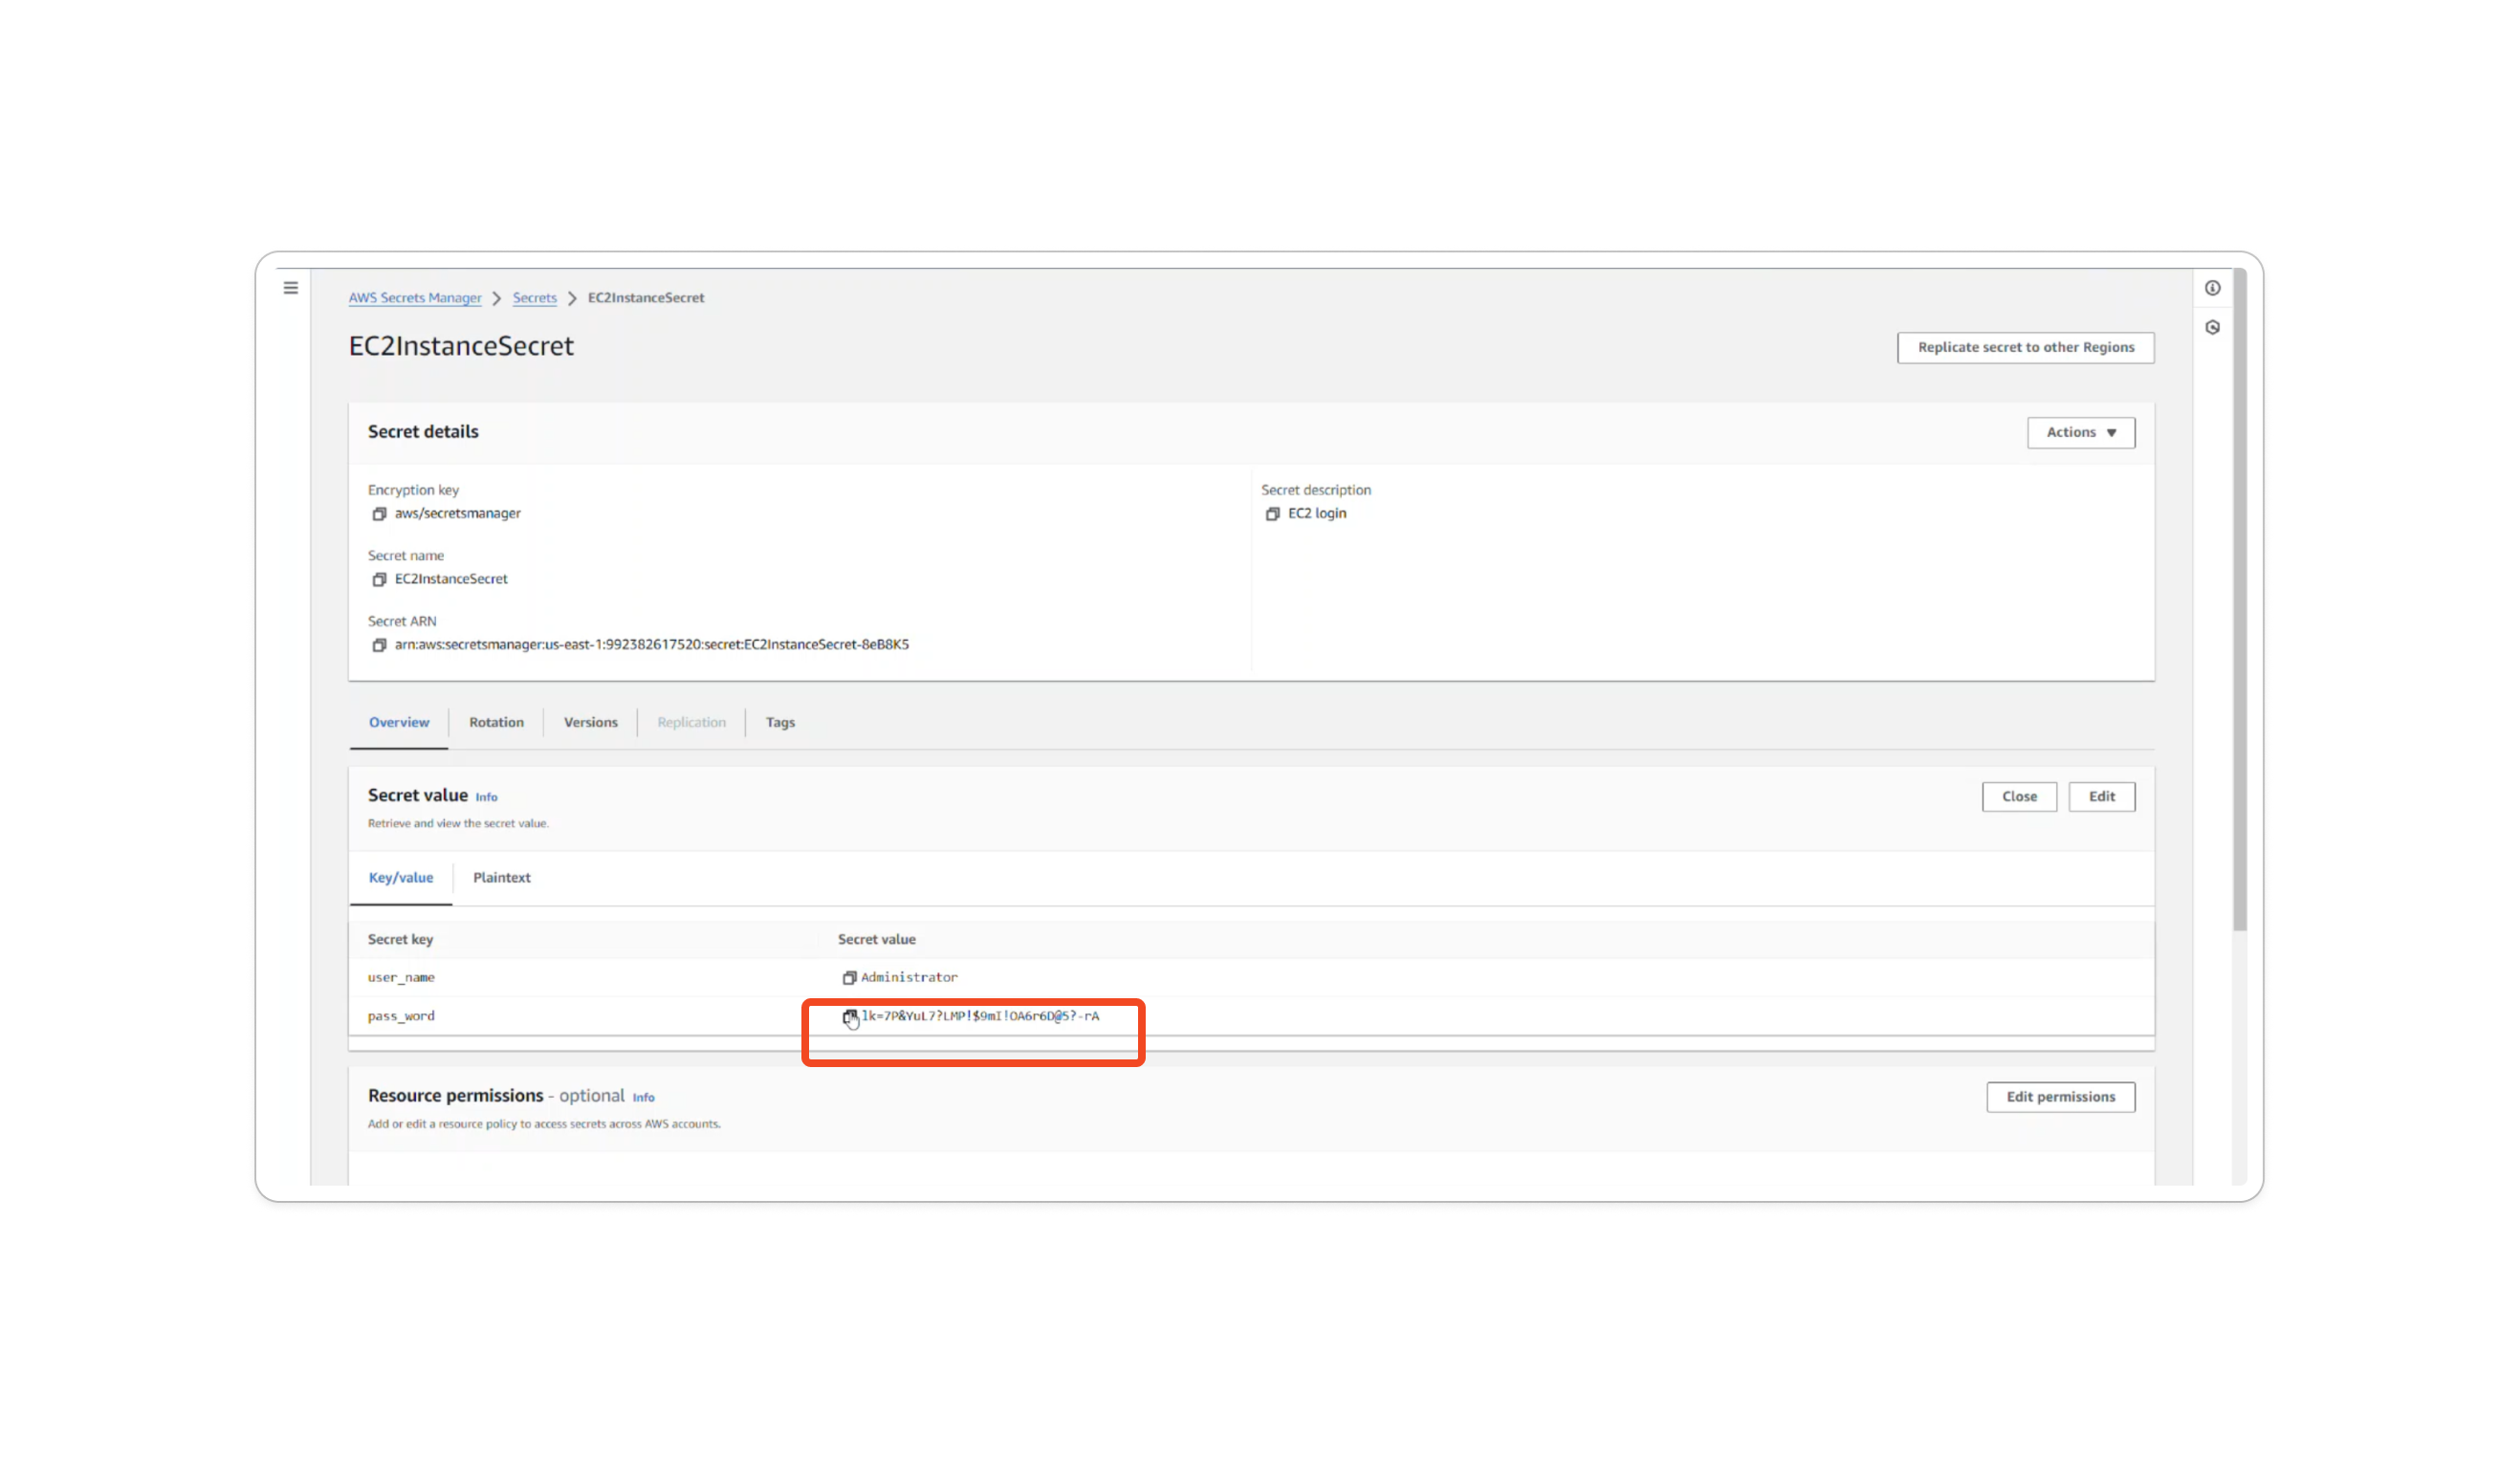 AWS Secrets Manager > Secrets > EC2InstanceSecret
EC2InstanceSecret
Replicate secret to other Regions
Secret details
Actions
Encryption key
aws/secretsmanager
Secret description
EC2 login
Secret name
EC2InstanceSecret
Secret ARN
arn:aws:secretsmanager:us-east-1:992382617520:secret:EC2InstanceSecret-8eB8K5
Overview
Rotation
Versions
Replication
Tags
Secret value Info
Close
Edit
Retrieve and view the secret value.
Key/value
Plaintext
Secret key
Secret value
user_name
Administrator
pass_word
lk=7P&YuL7?LMP!$9mI!OA6r6D@5?-rA
Resource permissions - optional Info
Edit permissions
Add or edit a resource policy to access secrets across AWS accounts.